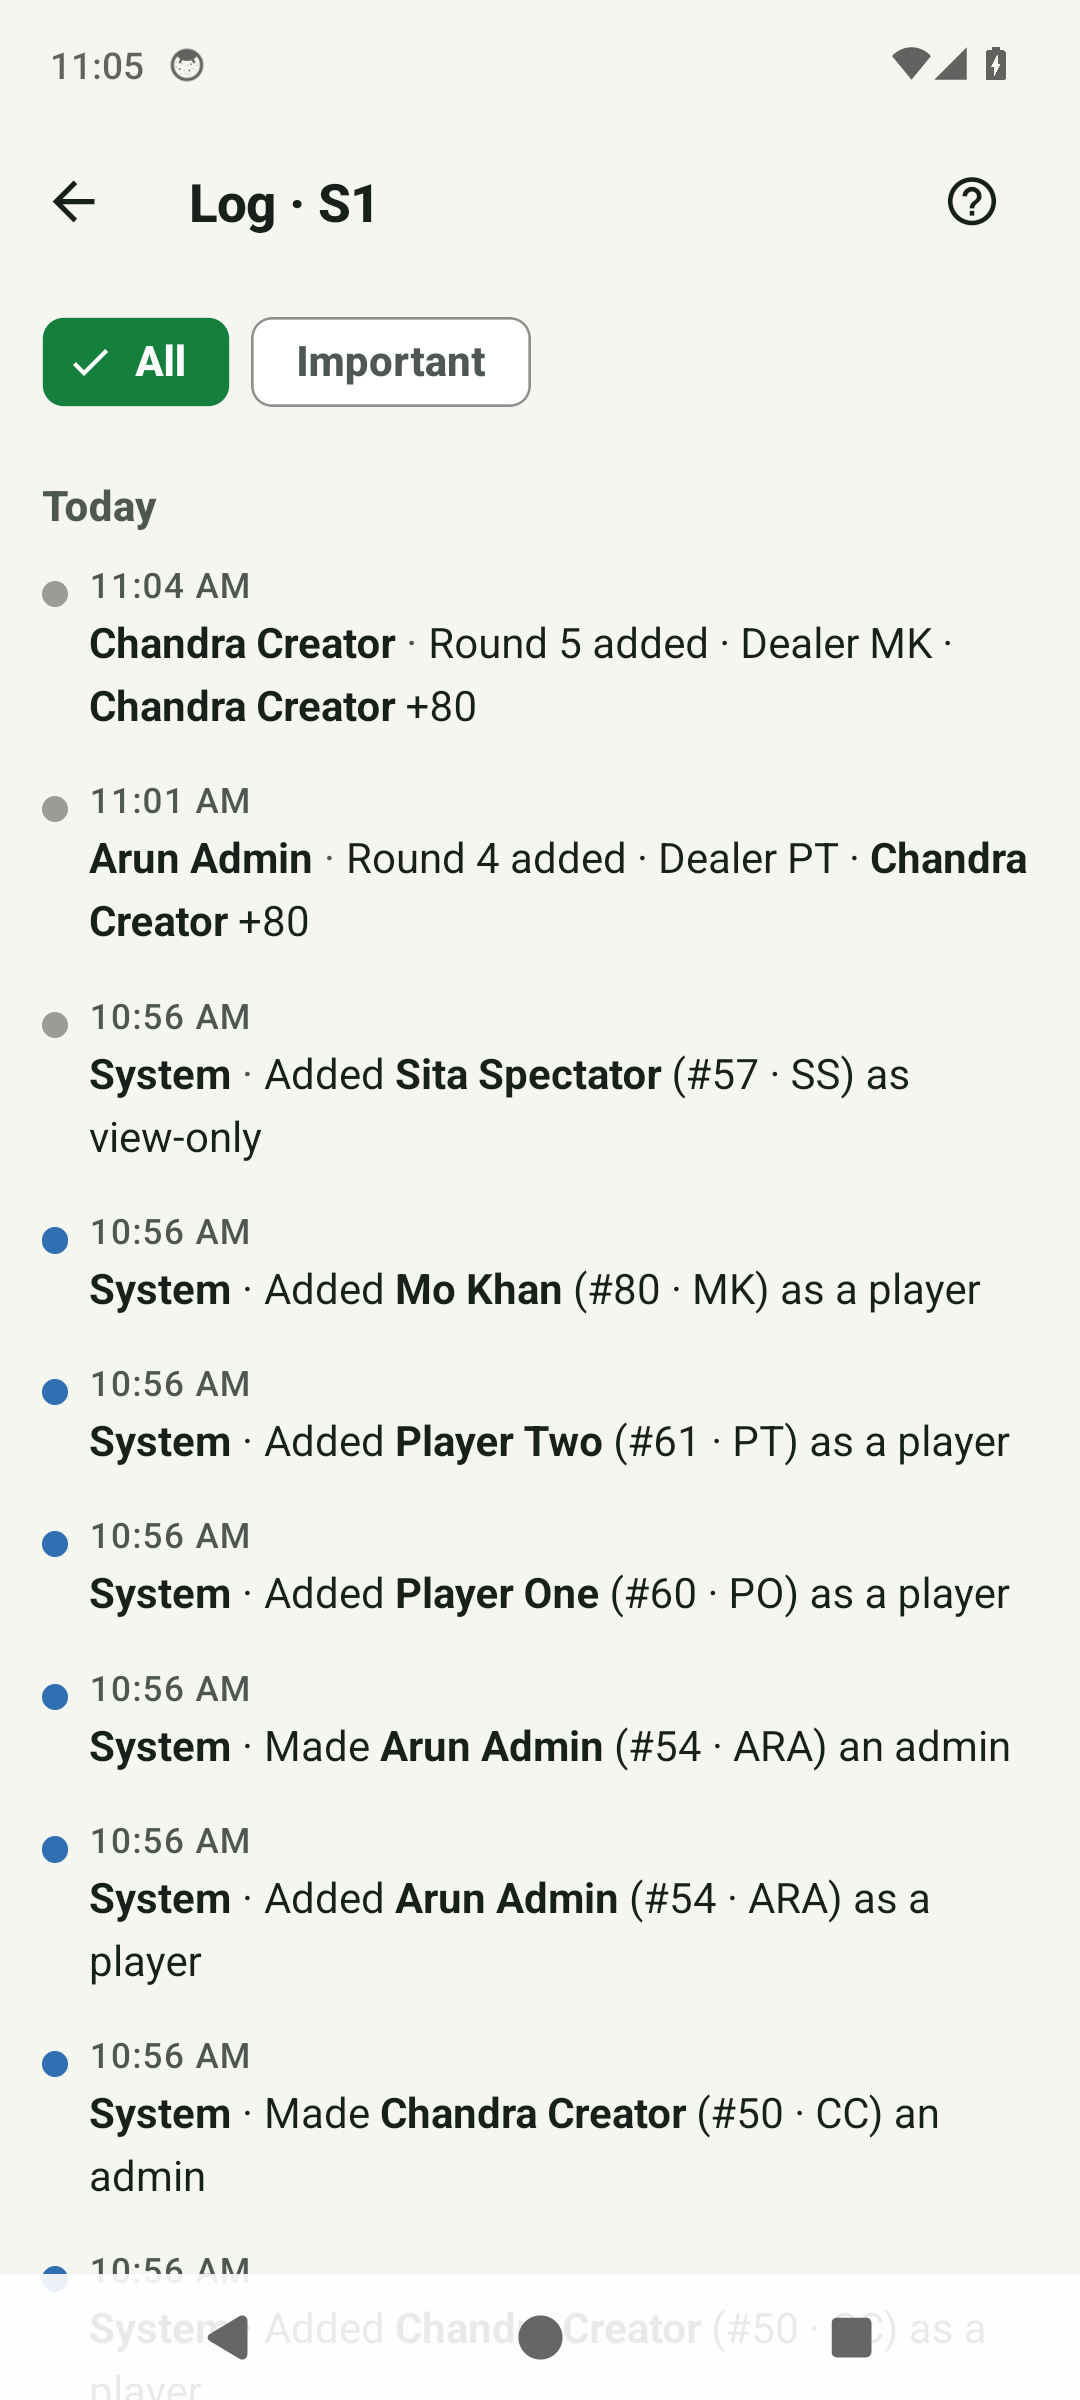 11:05
Log · S1
All
Important
Today
11:04 AM
Chandra Creator · Round 5 added · Dealer MK ·
Chandra Creator +80
11:01 AM
Arun Admin · Round 4 added · Dealer PT · Chandra
Creator +80
10:56 AM
System · Added Sita Spectator (#57 · SS) as
view-only
10:56 AM
System · Added Mo Khan (#80 · MK) as a player
10:56 AM
System · Added Player Two (#61 · PT) as a player
10:56 AM
System · Added Player One (#60 · PO) as a player
10:56 AM
System · Made Arun Admin (#54 · ARA) an admin
10:56 AM
System · Added Arun Admin (#54 · ARA) as a
player
10:56 AM
System · Made Chandra Creator (#50 · CC) an
admin
10:56 AM
System · Added Chandra Creator (#50 · CC) as a
player